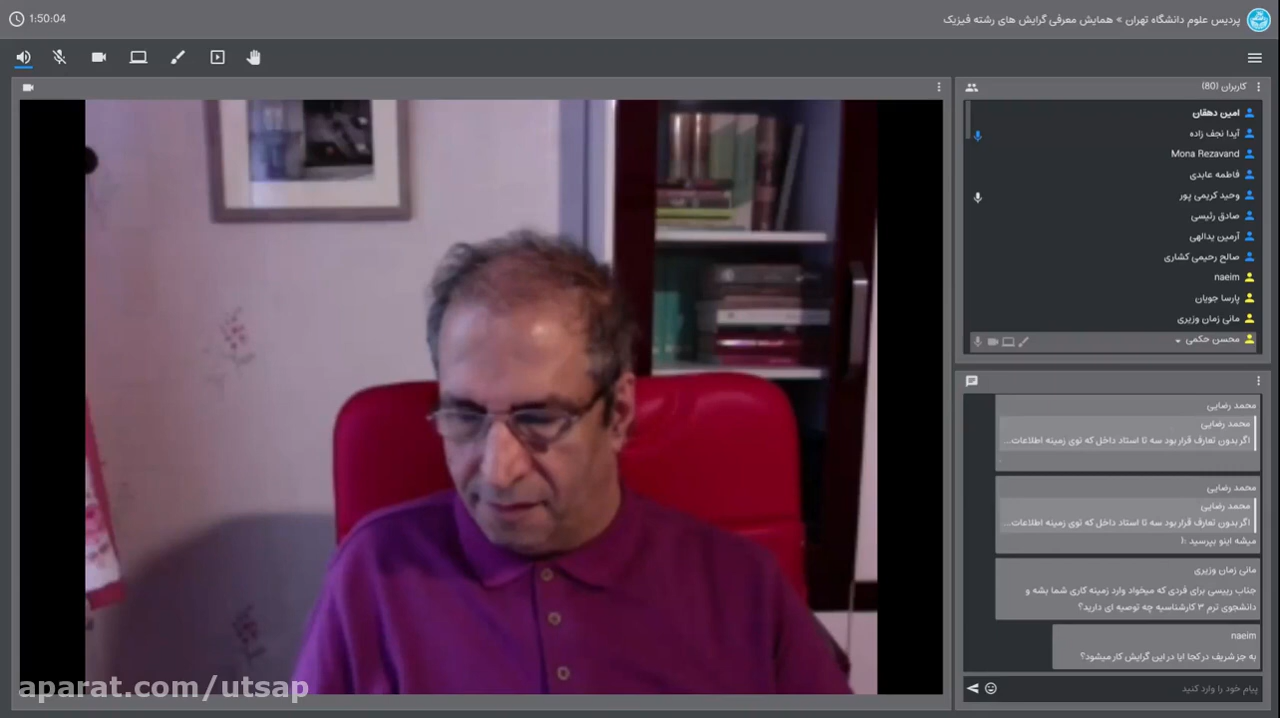 1:50:04
پردیس علوم دانشگاه تهران » همایش معرفی گرایش های رشته فیزیک
کاربران (80)
امین دهقان
آیدا نجف زاده
Mona Rezavand
فاطمه عابدی
وحید کریمی پور
صادق رئیسی
آرمین یدالهی
صالح رحیمی کشاری
naeim
پارسا جویان
مانی زمان وزیری
محسن حکمی
محمد رضایی
محمد رضایی
اگر بدون تعارف قرار بود سه تا استاد داخل که توی زمینه اطلاعات...
.
محمد رضایی
محمد رضایی
اگر بدون تعارف قرار بود سه تا استاد داخل که توی زمینه اطلاعات...
میشه اینو بپرسید :(
مانی زمان وزیری
جناب رییسی برای فردی که میخواد وارد زمینه کاری شما بشه و
دانشجوی ترم ۳ کارشناسیه چه توصیه ای دارید؟
naeim
به جز شریف در کجا ایا در این گرایش کار میشود؟
پیام خود را وارد کنید
aparat.com/utsap